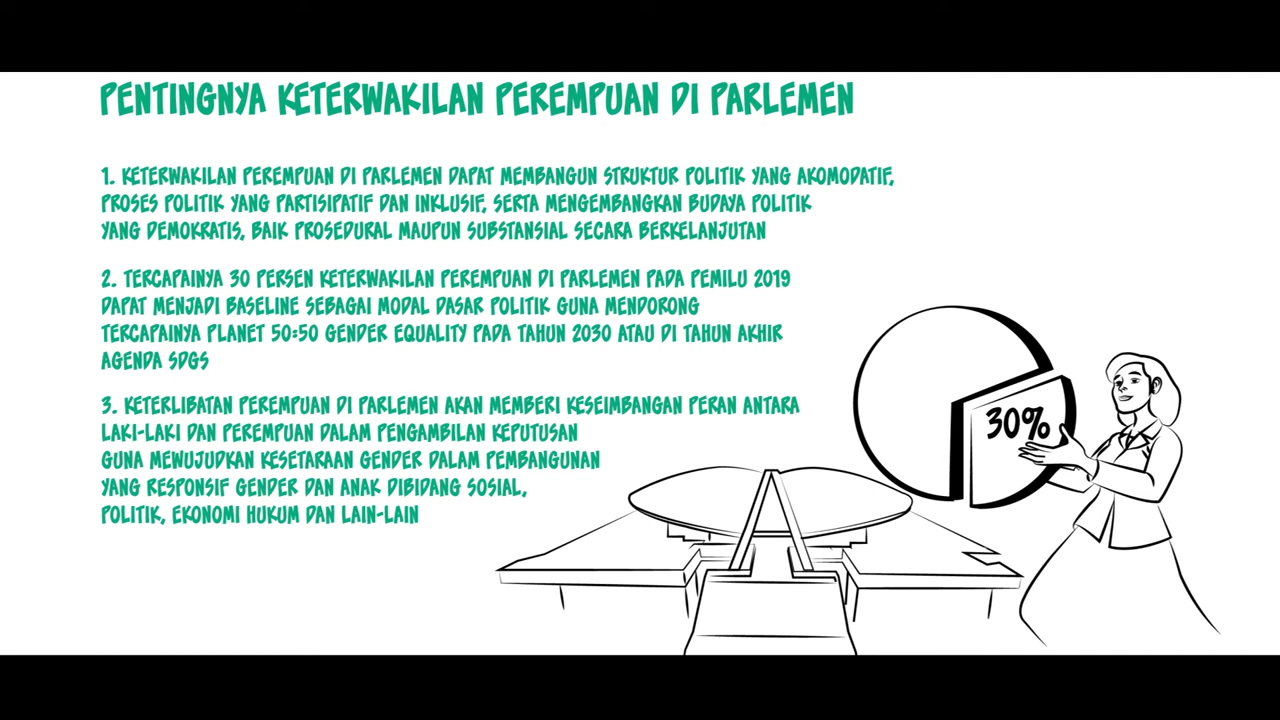 PENTINGNYA KETERWAKILAN PEREMPUAN DI PARLEMEN
1. KETERWAKILAN PEREMPUAN DI PARLEMEN DAPAT MEMBANGUN STRUKTUR POLITIK YANG AKOMODATIF,
PROSES POLITIK YANG PARTISIPATIF DAN INKLUSIF, SERTA MENGEMBANGKAN BUDAYA POLITIK
YANG DEMOKRATIS, BAIK PROSEDURAL MAUPUN SUBSTANSIAL SECARA BERKELANJUTAN
2. TERCAPAINYA 30 PERSEN KETERWAKILAN PEREMPUAN DI PARLEMEN PADA PEMILU 2019
DAPAT MENJADI BASELINE SEBAGAI MODAL DASAR POLITIK GUNA MENDORONG
TERCAPAINYA PLANET 50:50 GENDER EQUALITY PADA TAHUN 2030 ATAU DI TAHUN AKHIR
AGENDA SDGS
3. KETERLIBATAN PEREMPUAN DI PARLEMEN AKAN MEMBERI KESEIMBANGAN PERAN ANTARA
LAKI-LAKI DAN PEREMPUAN DALAM PENGAMBILAN KEPUTUSAN
GUNA MEWUJUDKAN KESETARAAN GENDER DALAM PEMBANGUNAN
YANG RESPONSIF GENDER DAN ANAK DIBIDANG SOSIAL,
POLITIK, EKONOMI HUKUM DAN LAIN-LAIN
30%